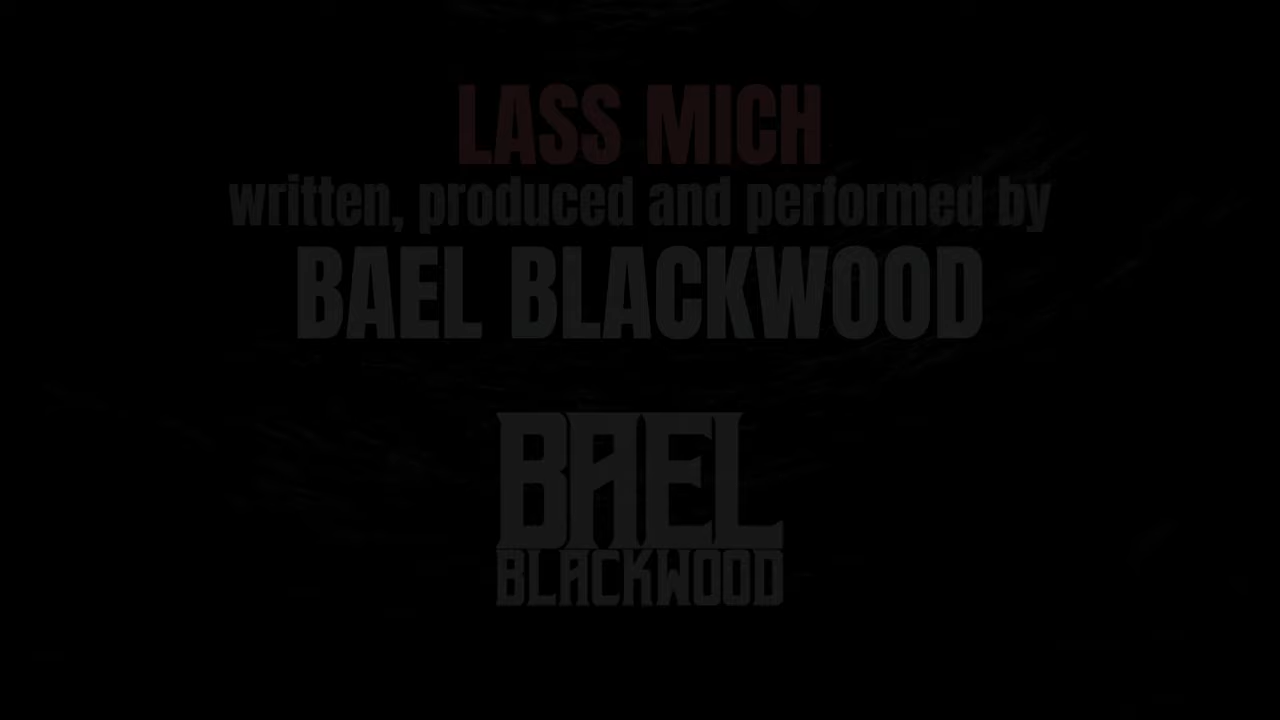 LASS MICH
written, produced and performed by
BAEL BLACKWOOD
BAEL
BLACKWOOD